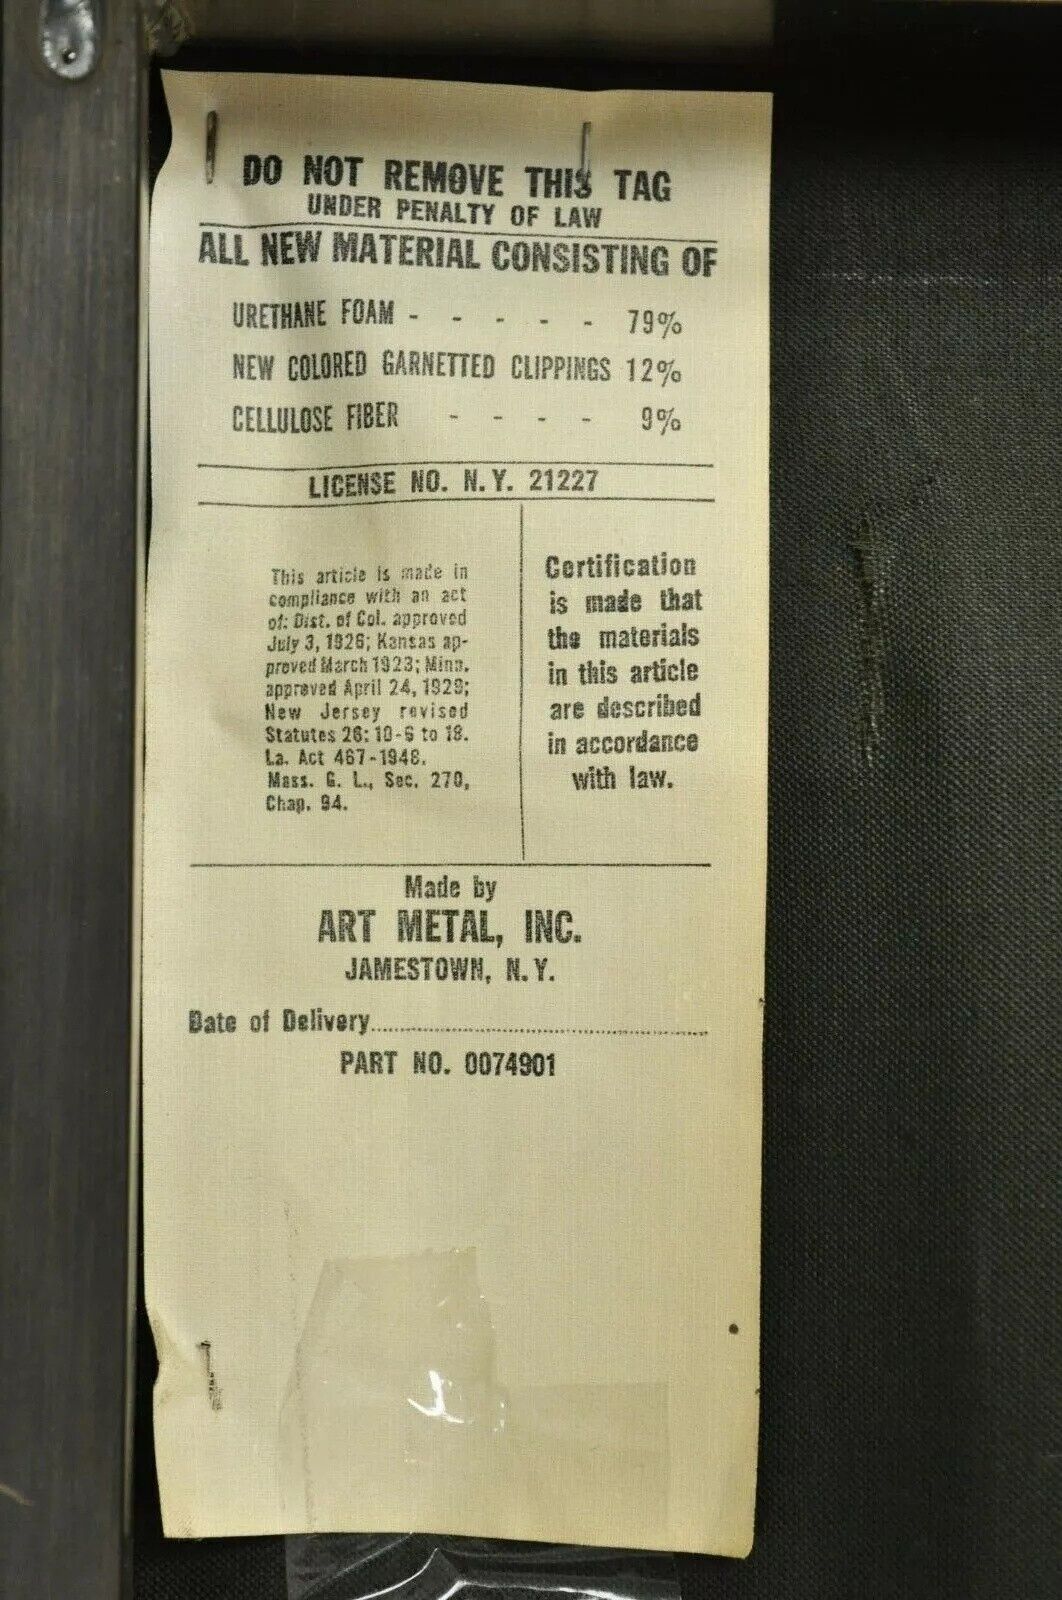 DO NOT REMOVE THIS TAG
UNDER PENALTY OF LAW
ALL NEW MATERIAL CONSISTING OF
URETHANE FOAM - - - - - 79%
NEW COLORED GARNETTED CLIPPINGS 12%
CELLULOSE FIBER - - - - 9%
LICENSE NO. N.Y. 21227
This article is made in
compliance with an act
of: Dist. of Col. approved
July 3, 1926; Kansas ap-
proved March 1923; Minn.
approved April 24, 1929;
New Jersey revised
Statutes 26: 10-6 to 18.
La. Act 467-1948.
Mass. G. L., Sec. 270,
Chap. 94.
Certification
is made that
the materials
in this article
are described
in accordance
with law.
Made by
ART METAL, INC.
JAMESTOWN, N.Y.
Date of Delivery....................
PART NO. 0074901